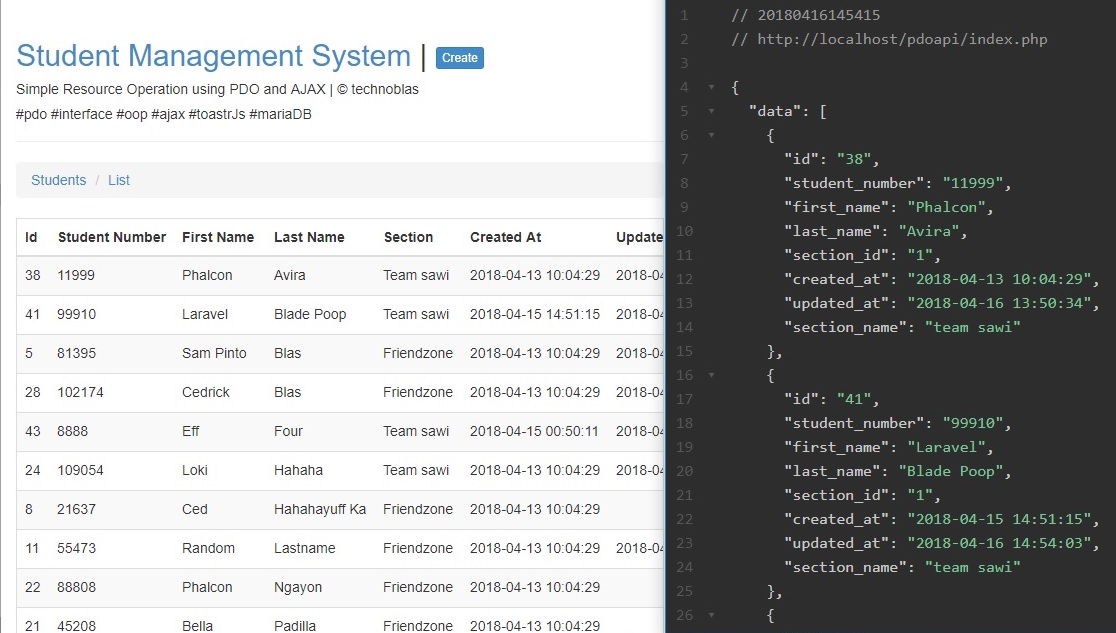 Student Management System | Create
Simple Resource Operation using PDO and AJAX | © technoblas
#pdo #interface #oop #ajax #toastrJs #mariaDB
Students / List
Id Student Number First Name Last Name Section Created At Update
38 11999 Phalcon Avira Team sawi 2018-04-13 10:04:29 2018-04
41 99910 Laravel Blade Poop Team sawi 2018-04-15 14:51:15 2018-04
5 81395 Sam Pinto Blas Friendzone 2018-04-13 10:04:29 2018-04
28 102174 Cedrick Blas Friendzone 2018-04-13 10:04:29 2018-04
43 8888 Eff Four Team sawi 2018-04-15 00:50:11 2018-04
24 109054 Loki Hahaha Team sawi 2018-04-13 10:04:29 2018-04
8 21637 Ced Hahahayuff Ka Friendzone 2018-04-13 10:04:29
11 55473 Random Lastname Friendzone 2018-04-13 10:04:29 2018-04
22 88808 Phalcon Ngayon Friendzone 2018-04-13 10:04:29
21 45208 Bella Padilla Friendzone 2018-04-13 10:04:29
1 // 20180416145415
2 // http://localhost/pdoapi/index.php
3
4 {
5 "data": [
6 {
7 "id": "38",
8 "student_number": "11999",
9 "first_name": "Phalcon",
10 "last_name": "Avira",
11 "section_id": "1",
12 "created_at": "2018-04-13 10:04:29",
13 "updated_at": "2018-04-16 13:50:34",
14 "section_name": "team sawi"
15 },
16 {
17 "id": "41",
18 "student_number": "99910",
19 "first_name": "Laravel",
20 "last_name": "Blade Poop",
21 "section_id": "1",
22 "created_at": "2018-04-15 14:51:15",
23 "updated_at": "2018-04-16 14:54:03",
24 "section_name": "team sawi"
25 },
26 {